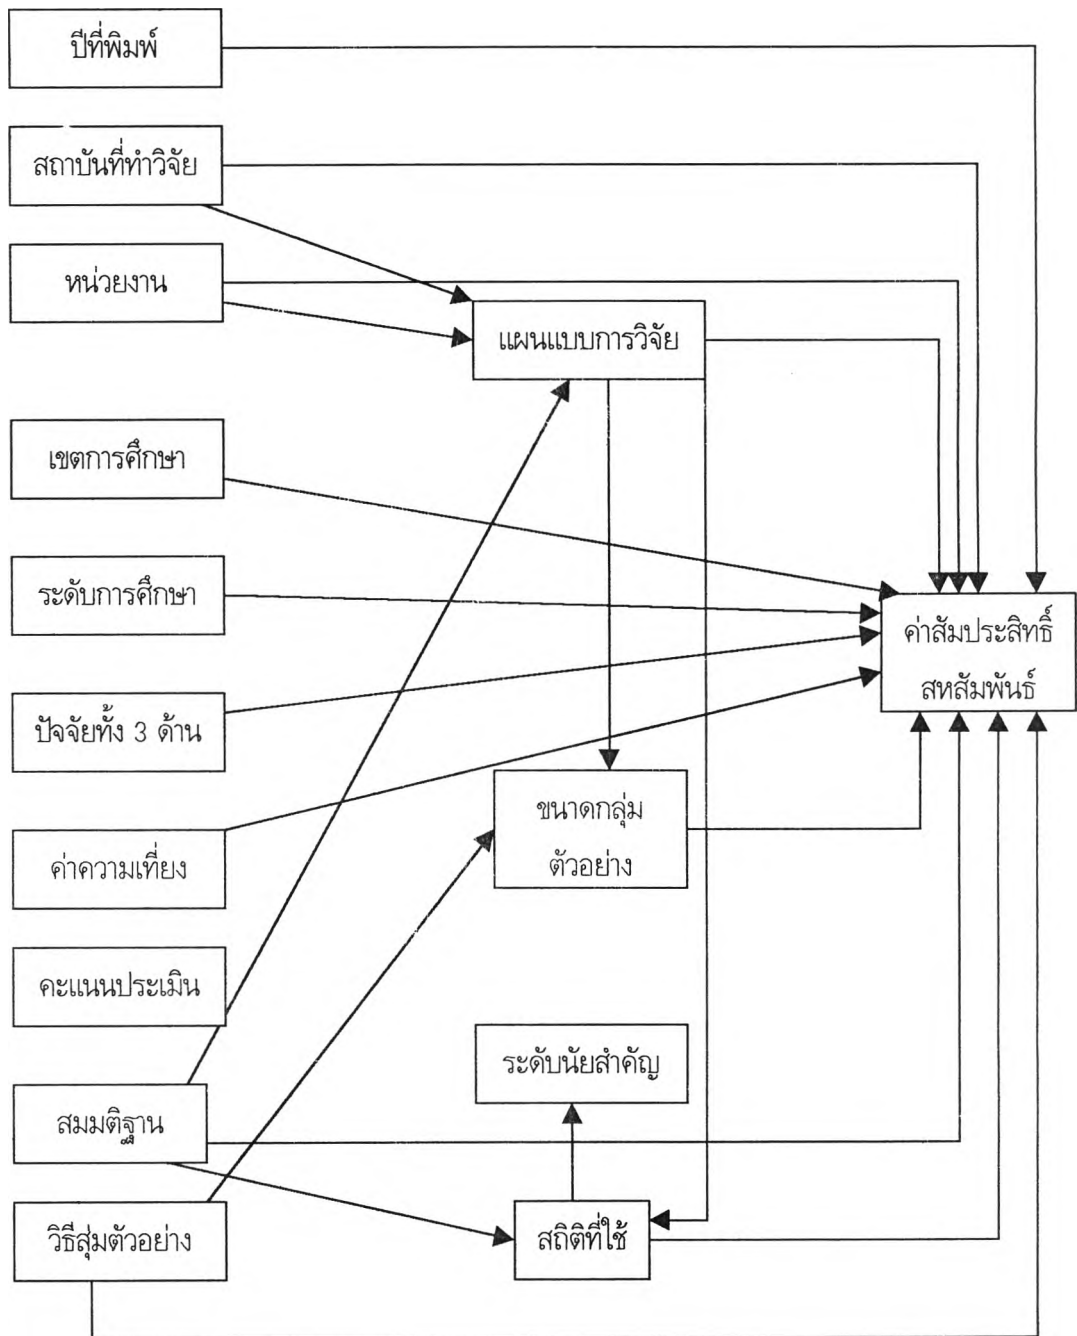 ปีที่พิมพ์
สถาบันที่ทำวิจัย
หน่วยงาน
แผนแบบการวิจัย
เขตการศึกษา
ระดับการศึกษา
ค่าสัมประสิทธิ์
สหสัมพันธ์
ปัจจัยทั้ง 3 ด้าน
ขนาดกลุ่ม
ตัวอย่าง
ค่าความเที่ยง
คะแนนประเมิน
ระดับนัยสำคัญ
สมมติฐาน
วิธีสุ่มตัวอย่าง
สถิติที่ใช้